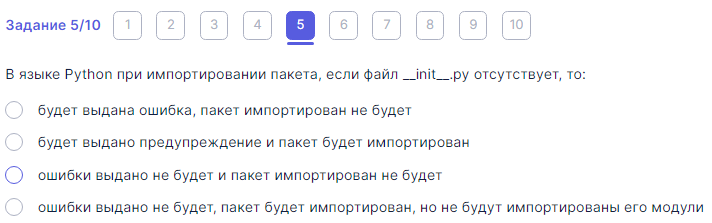 Задание 5/10 1 2 3 4 5 6 7 8 9 10
В языке Python при импортировании пакета, если файл __init__.py отсутствует, то:
будет выдана ошибка, пакет импортирован не будет
будет выдано предупреждение и пакет будет импортирован
ошибки выдано не будет и пакет импортирован не будет
ошибки выдано не будет, пакет будет импортирован, но не будут импортированы его модули